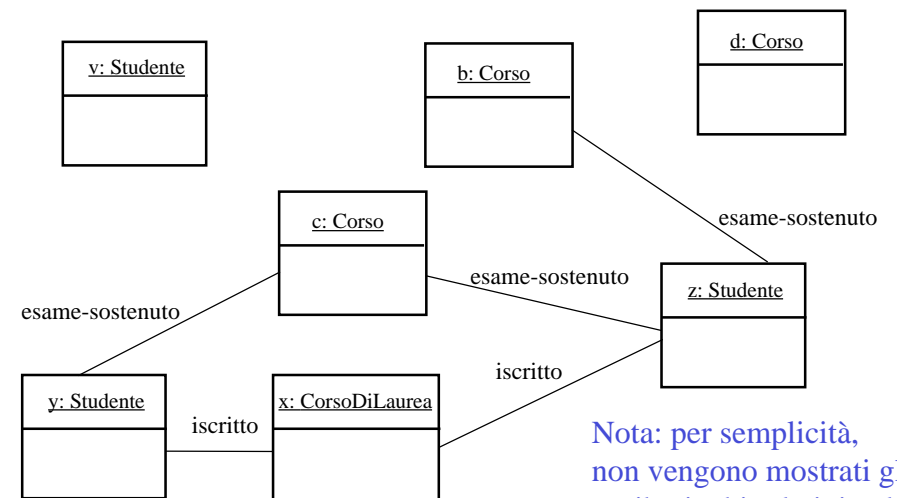 d: Corso
v: Studente
b: Corso
esame-sostenuto
c: Corso
esame-sostenuto
z: Studente
esame-sostenuto
iscritto
y: Studente
x: CorsoDiLaurea
iscritto
Nota: per semplicità,
non vengono mostrati